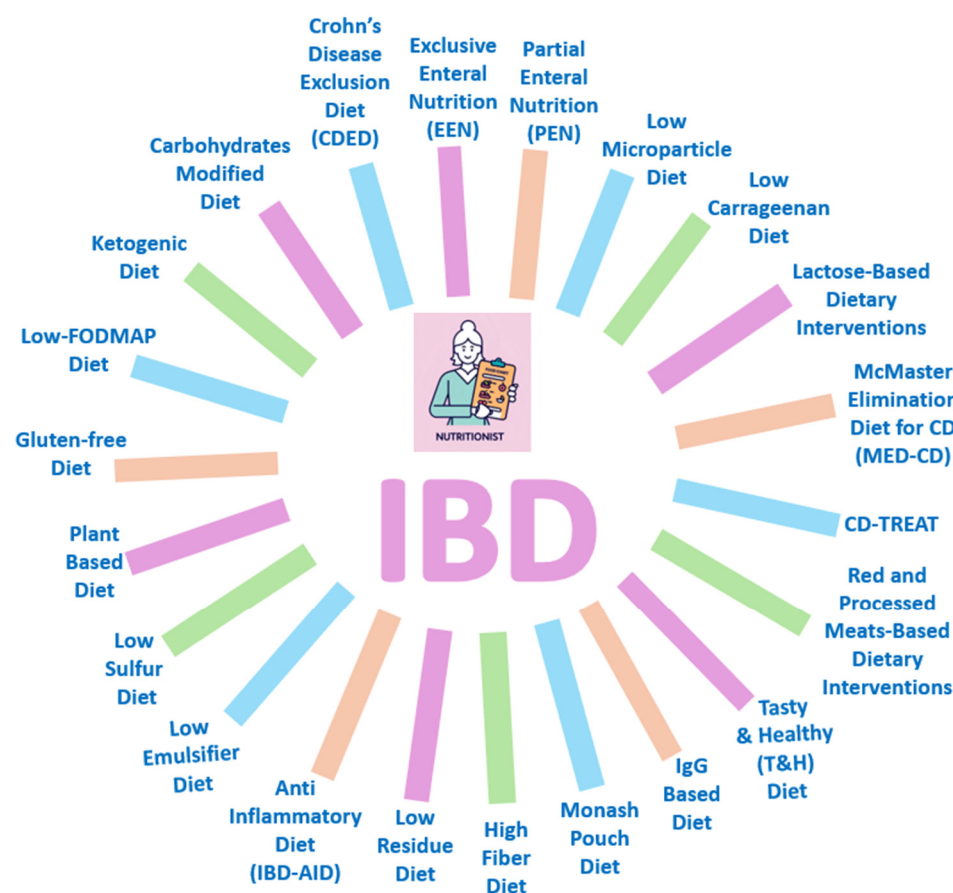 Crohn's
Disease
Exclusion
Diet
(CDED)
Exclusive
Enteral
Nutrition
(EEN)
Partial
Enteral
Nutrition
(PEN)
Low
Microparticle
Diet
Low
Carrageenan
Diet
Lactose-Based
Dietary
Interventions
McMaster
Elimination
Diet for CD
(MED-CD)
CD-TREAT
Red and
Processed
Meats-Based
Dietary
Interventions
Tasty
& Healthy
(T&H)
Diet
IgG
Based
Diet
Monash
Pouch
Diet
High
Fiber
Diet
Low
Residue
Diet
Anti
Inflammatory
Diet
(IBD-AID)
Low
Emulsifier
Diet
Low
Sulfur
Diet
Plant
Based
Diet
Gluten-free
Diet
Low-FODMAP
Diet
Ketogenic
Diet
Carbohydrates
Modified
Diet
NUTRITIONIST
IBD